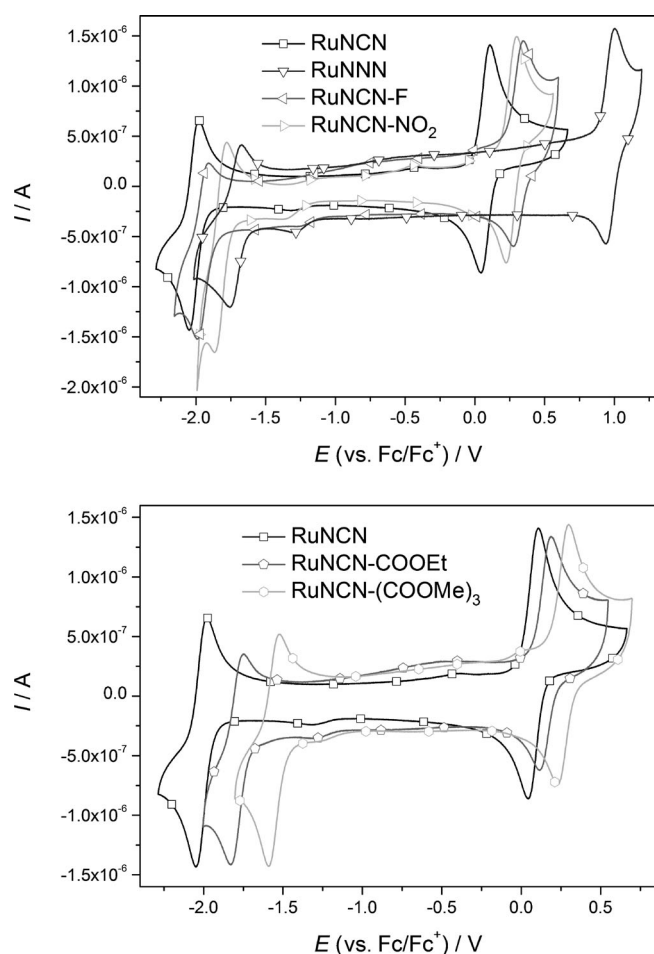 RuNCN
RuNNN
RuNCN-F
RuNCN-NO₂
1.5x10⁻⁶
1.0x10⁻⁶
5.0x10⁻⁷
0.0
-5.0x10⁻⁷
-1.0x10⁻⁶
-1.5x10⁻⁶
-2.0x10⁻⁶
I / A
-2.0 -1.5 -1.0 -0.5 0.0 0.5 1.0
E (vs. Fc/Fc⁺) / V
RuNCN
RuNCN-COOEt
RuNCN-(COOMe)₃
1.5x10⁻⁶
1.0x10⁻⁶
5.0x10⁻⁷
0.0
-5.0x10⁻⁷
-1.0x10⁻⁶
-1.5x10⁻⁶
I / A
-2.0 -1.5 -1.0 -0.5 0.0 0.5
E (vs. Fc/Fc⁺) / V